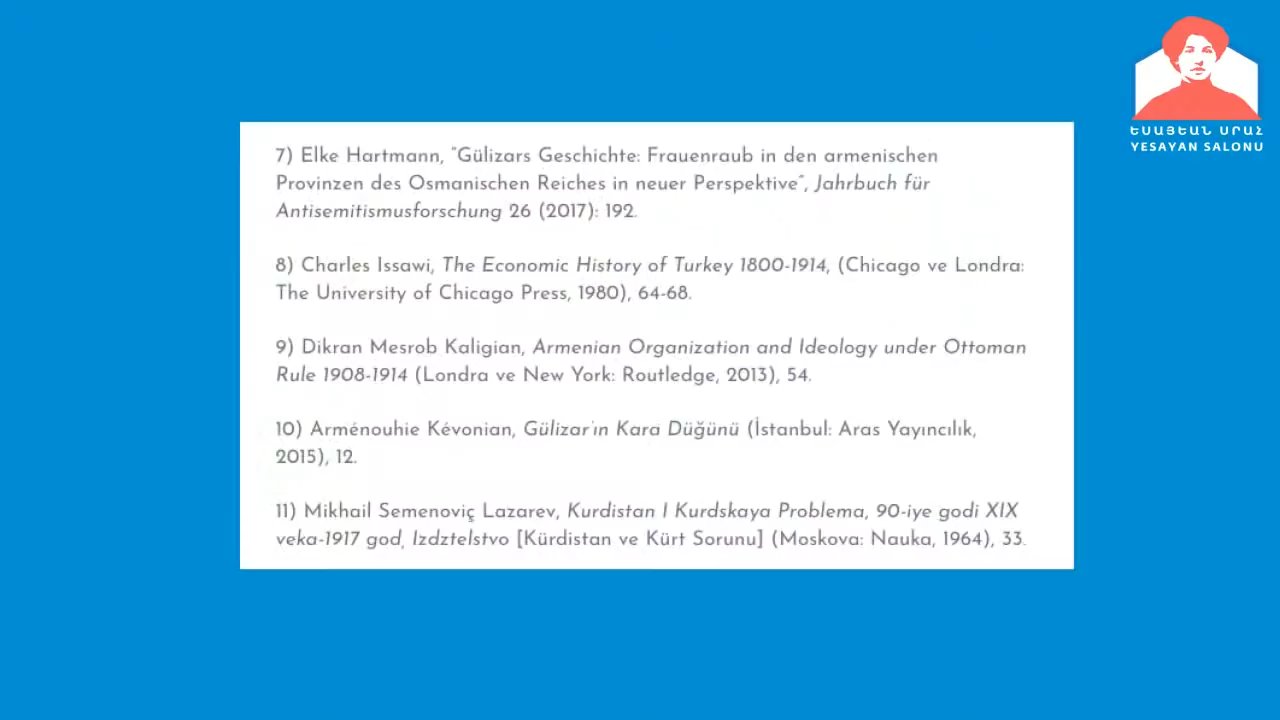 ԵՍԱՅԵԱՆ ՍՐԱՀ
YESAYAN SALONU
7) Elke Hartmann, “Gülizars Geschichte: Frauenraub in den armenischen
Provinzen des Osmanischen Reiches in neuer Perspektive”, Jahrbuch für
Antisemitismusforschung 26 (2017): 192.
8) Charles Issawi, The Economic History of Turkey 1800-1914, (Chicago ve Londra:
The University of Chicago Press, 1980), 64-68.
9) Dikran Mesrob Kaligian, Armenian Organization and Ideology under Ottoman
Rule 1908-1914 (Londra ve New York: Routledge, 2013), 54.
10) Arménouhie Kévonian, Gülizar'ın Kara Düğünü (İstanbul: Aras Yayıncılık,
2015), 12.
11) Mikhail Semenoviç Lazarev, Kurdistan I Kurdskaya Problema, 90-iye godi XIX
veka-1917 god, Izdztelstvo [Kürdistan ve Kürt Sorunu] (Moskova: Nauka, 1964), 33.